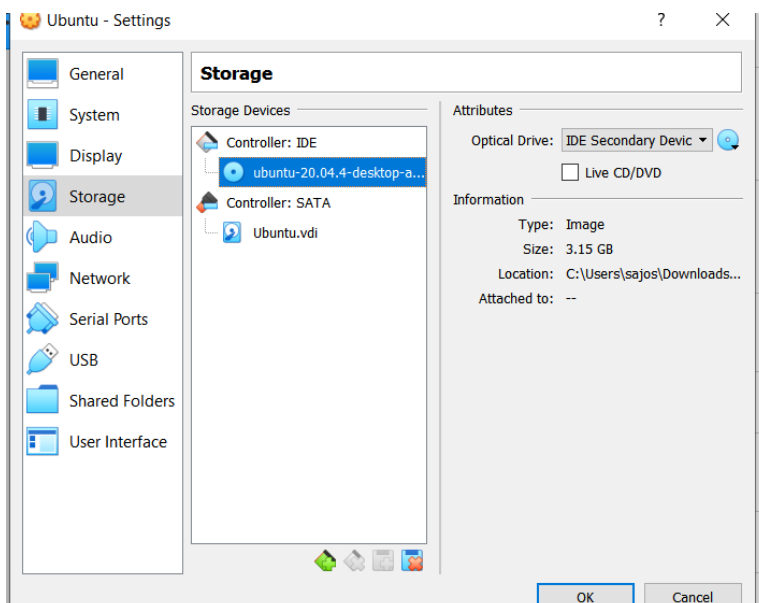 Ubuntu - Settings ? ×
General
System
Display
Storage
Audio
Network
Serial Ports
USB
Shared Folders
User Interface
Storage
Storage Devices
Controller: IDE
ubuntu-20.04.4-desktop-a...
Controller: SATA
Ubuntu.vdi
Attributes
Optical Drive: IDE Secondary Devic
Live CD/DVD
Information
Type: Image
Size: 3.15 GB
Location: C:\Users\sajos\Downloads...
Attached to: --
OK Cancel